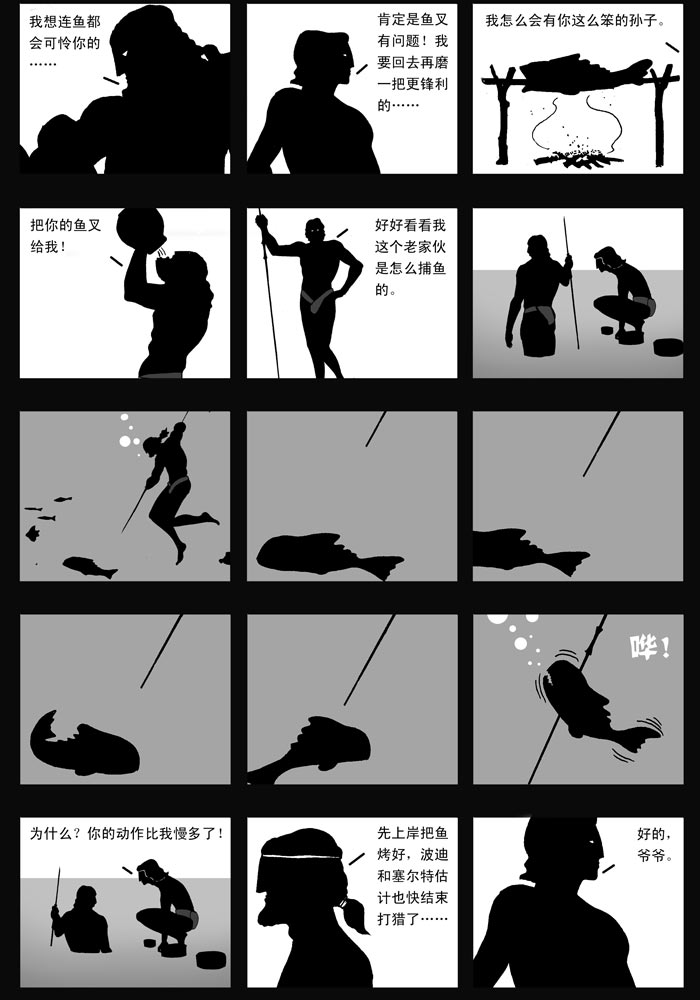 我想连鱼都
会可怜你的
……
肯定是鱼叉
有问题！我
要回去再磨
一把更锋利
的……
我怎么会有你这么笨的孙子。
把你的鱼叉
给我！
好好看看我
这个老家伙
是怎么捕鱼
的。
哗！
为什么？你的动作比我慢多了！
先上岸把鱼
烤好，波迪
和塞尔特估
计也快结束
打猎了……
好的，
爷爷。